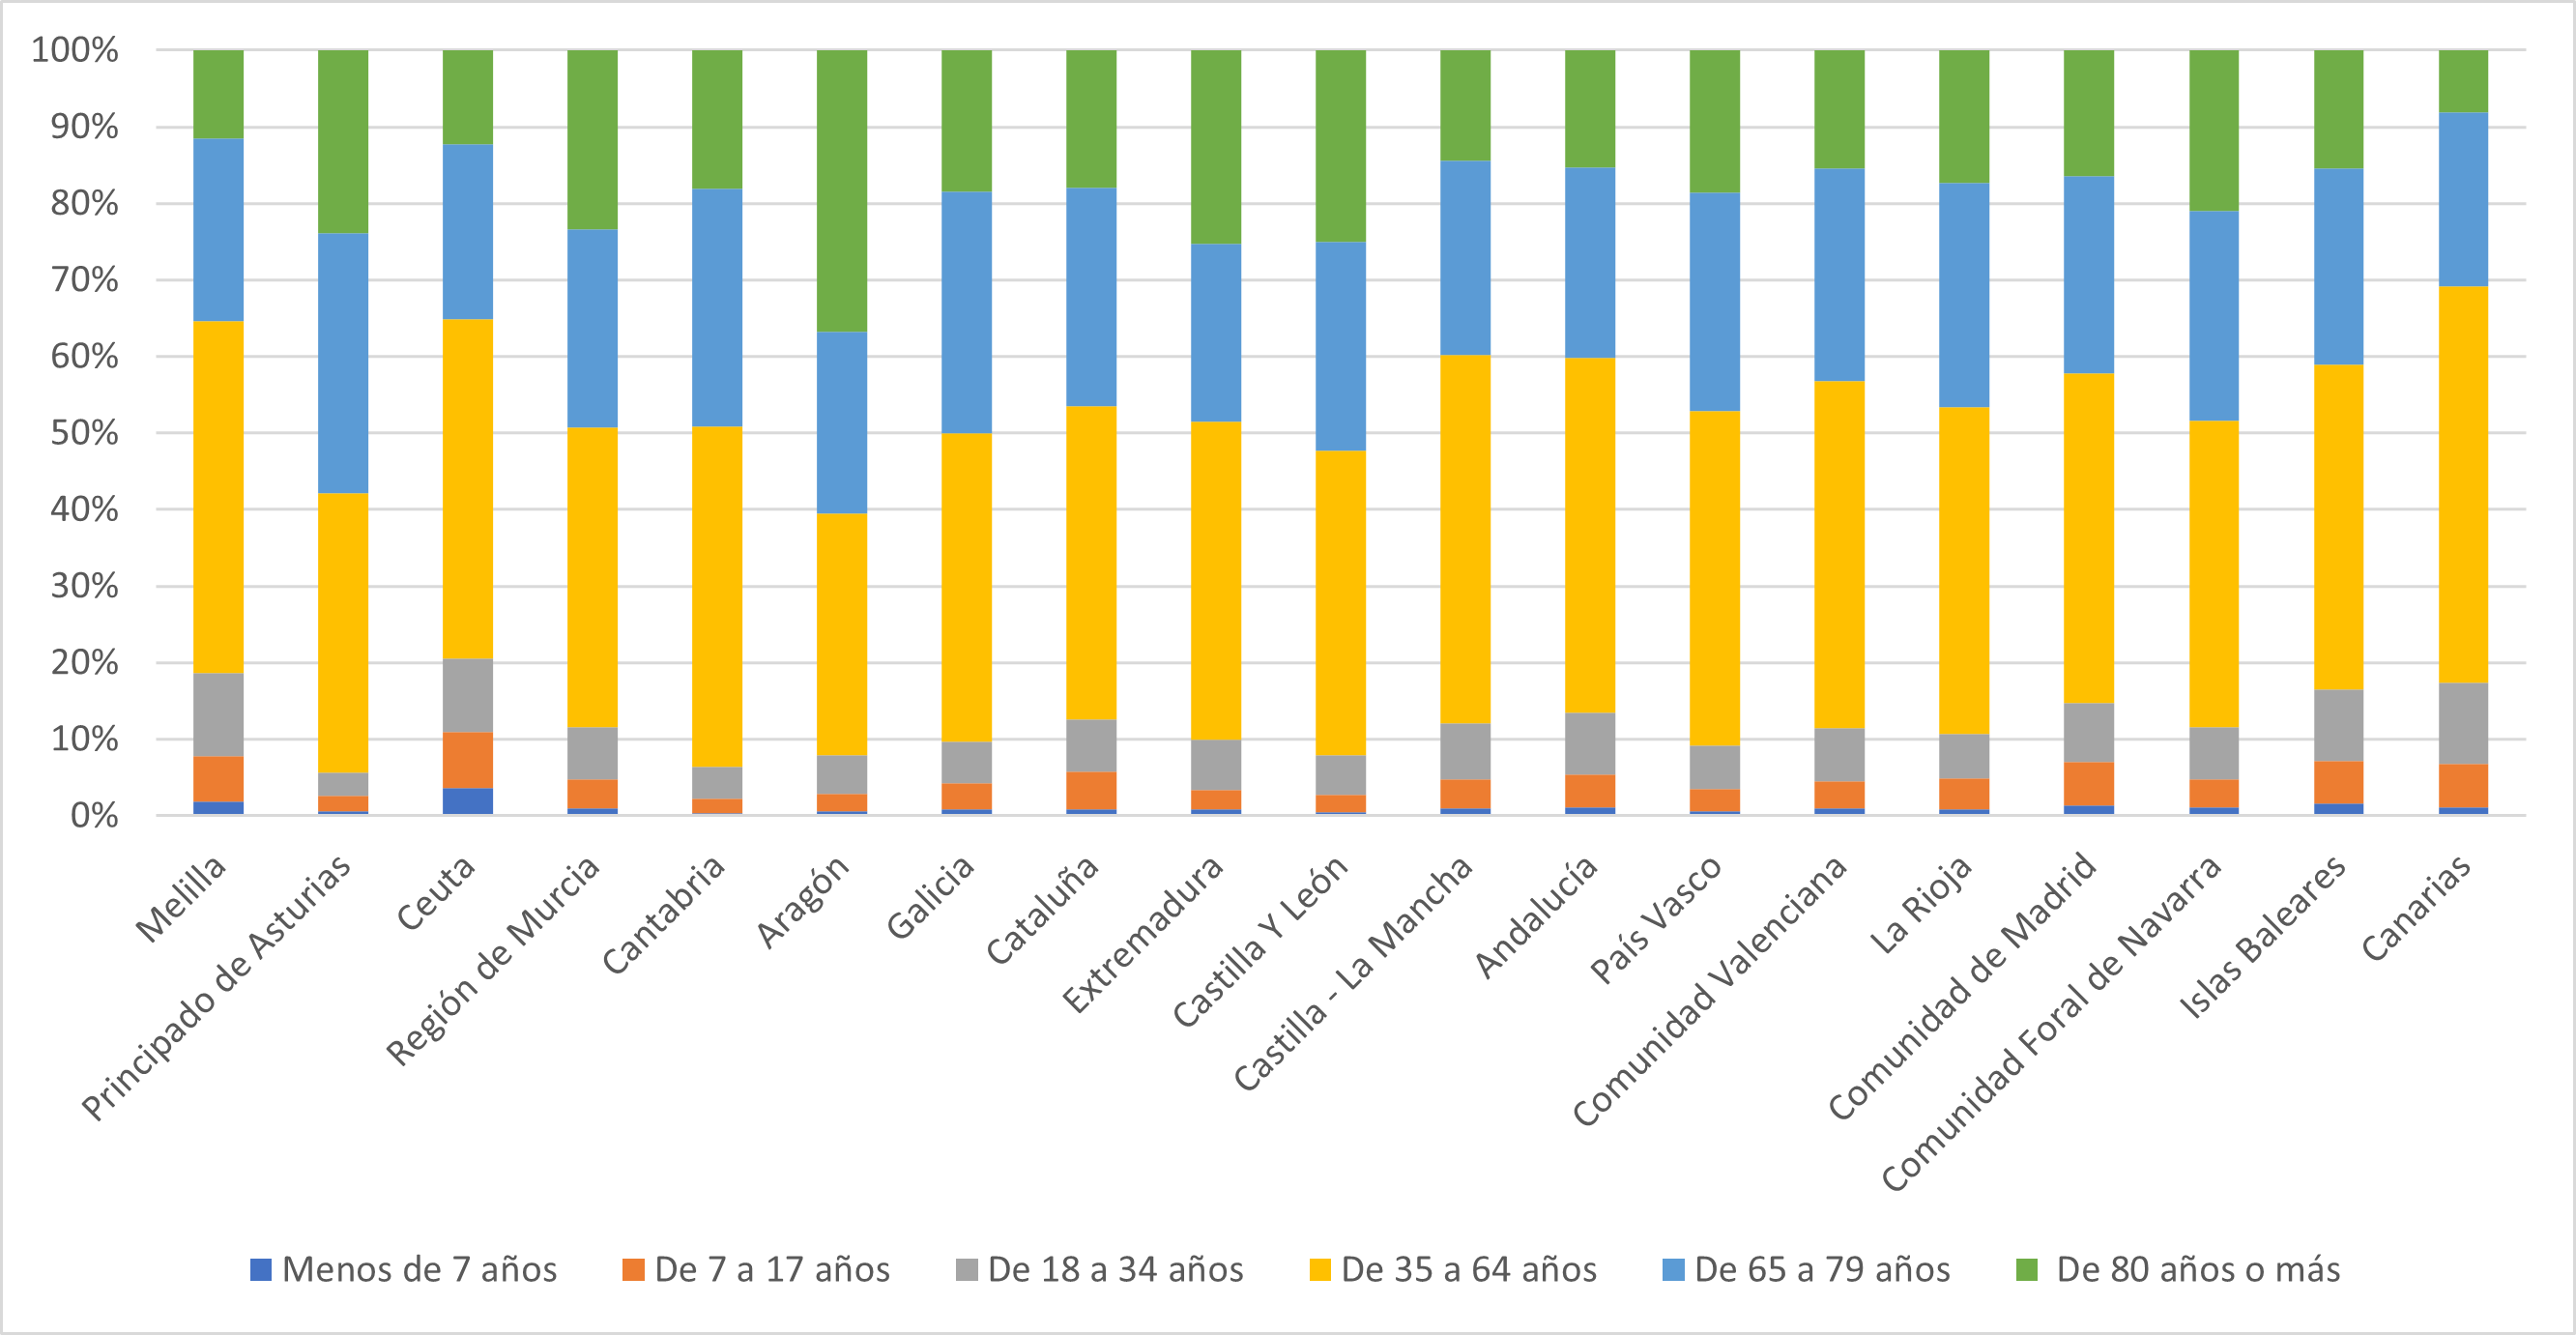 100%
90%
80%
70%
60%
50%
40%
30%
20%
10%
0%
Melilla
Principado de Asturias
Ceuta
Región de Murcia
Cantabria
Aragón
Galicia
Cataluña
Extremadura
Castilla Y León
Castilla - La Mancha
Andalucía
País Vasco
Comunidad Valenciana
La Rioja
Comunidad de Madrid
Comunidad Foral de Navarra
Islas Baleares
Canarias
Menos de 7 años De 7 a 17 años De 18 a 34 años De 35 a 64 años De 65 a 79 años De 80 años o más